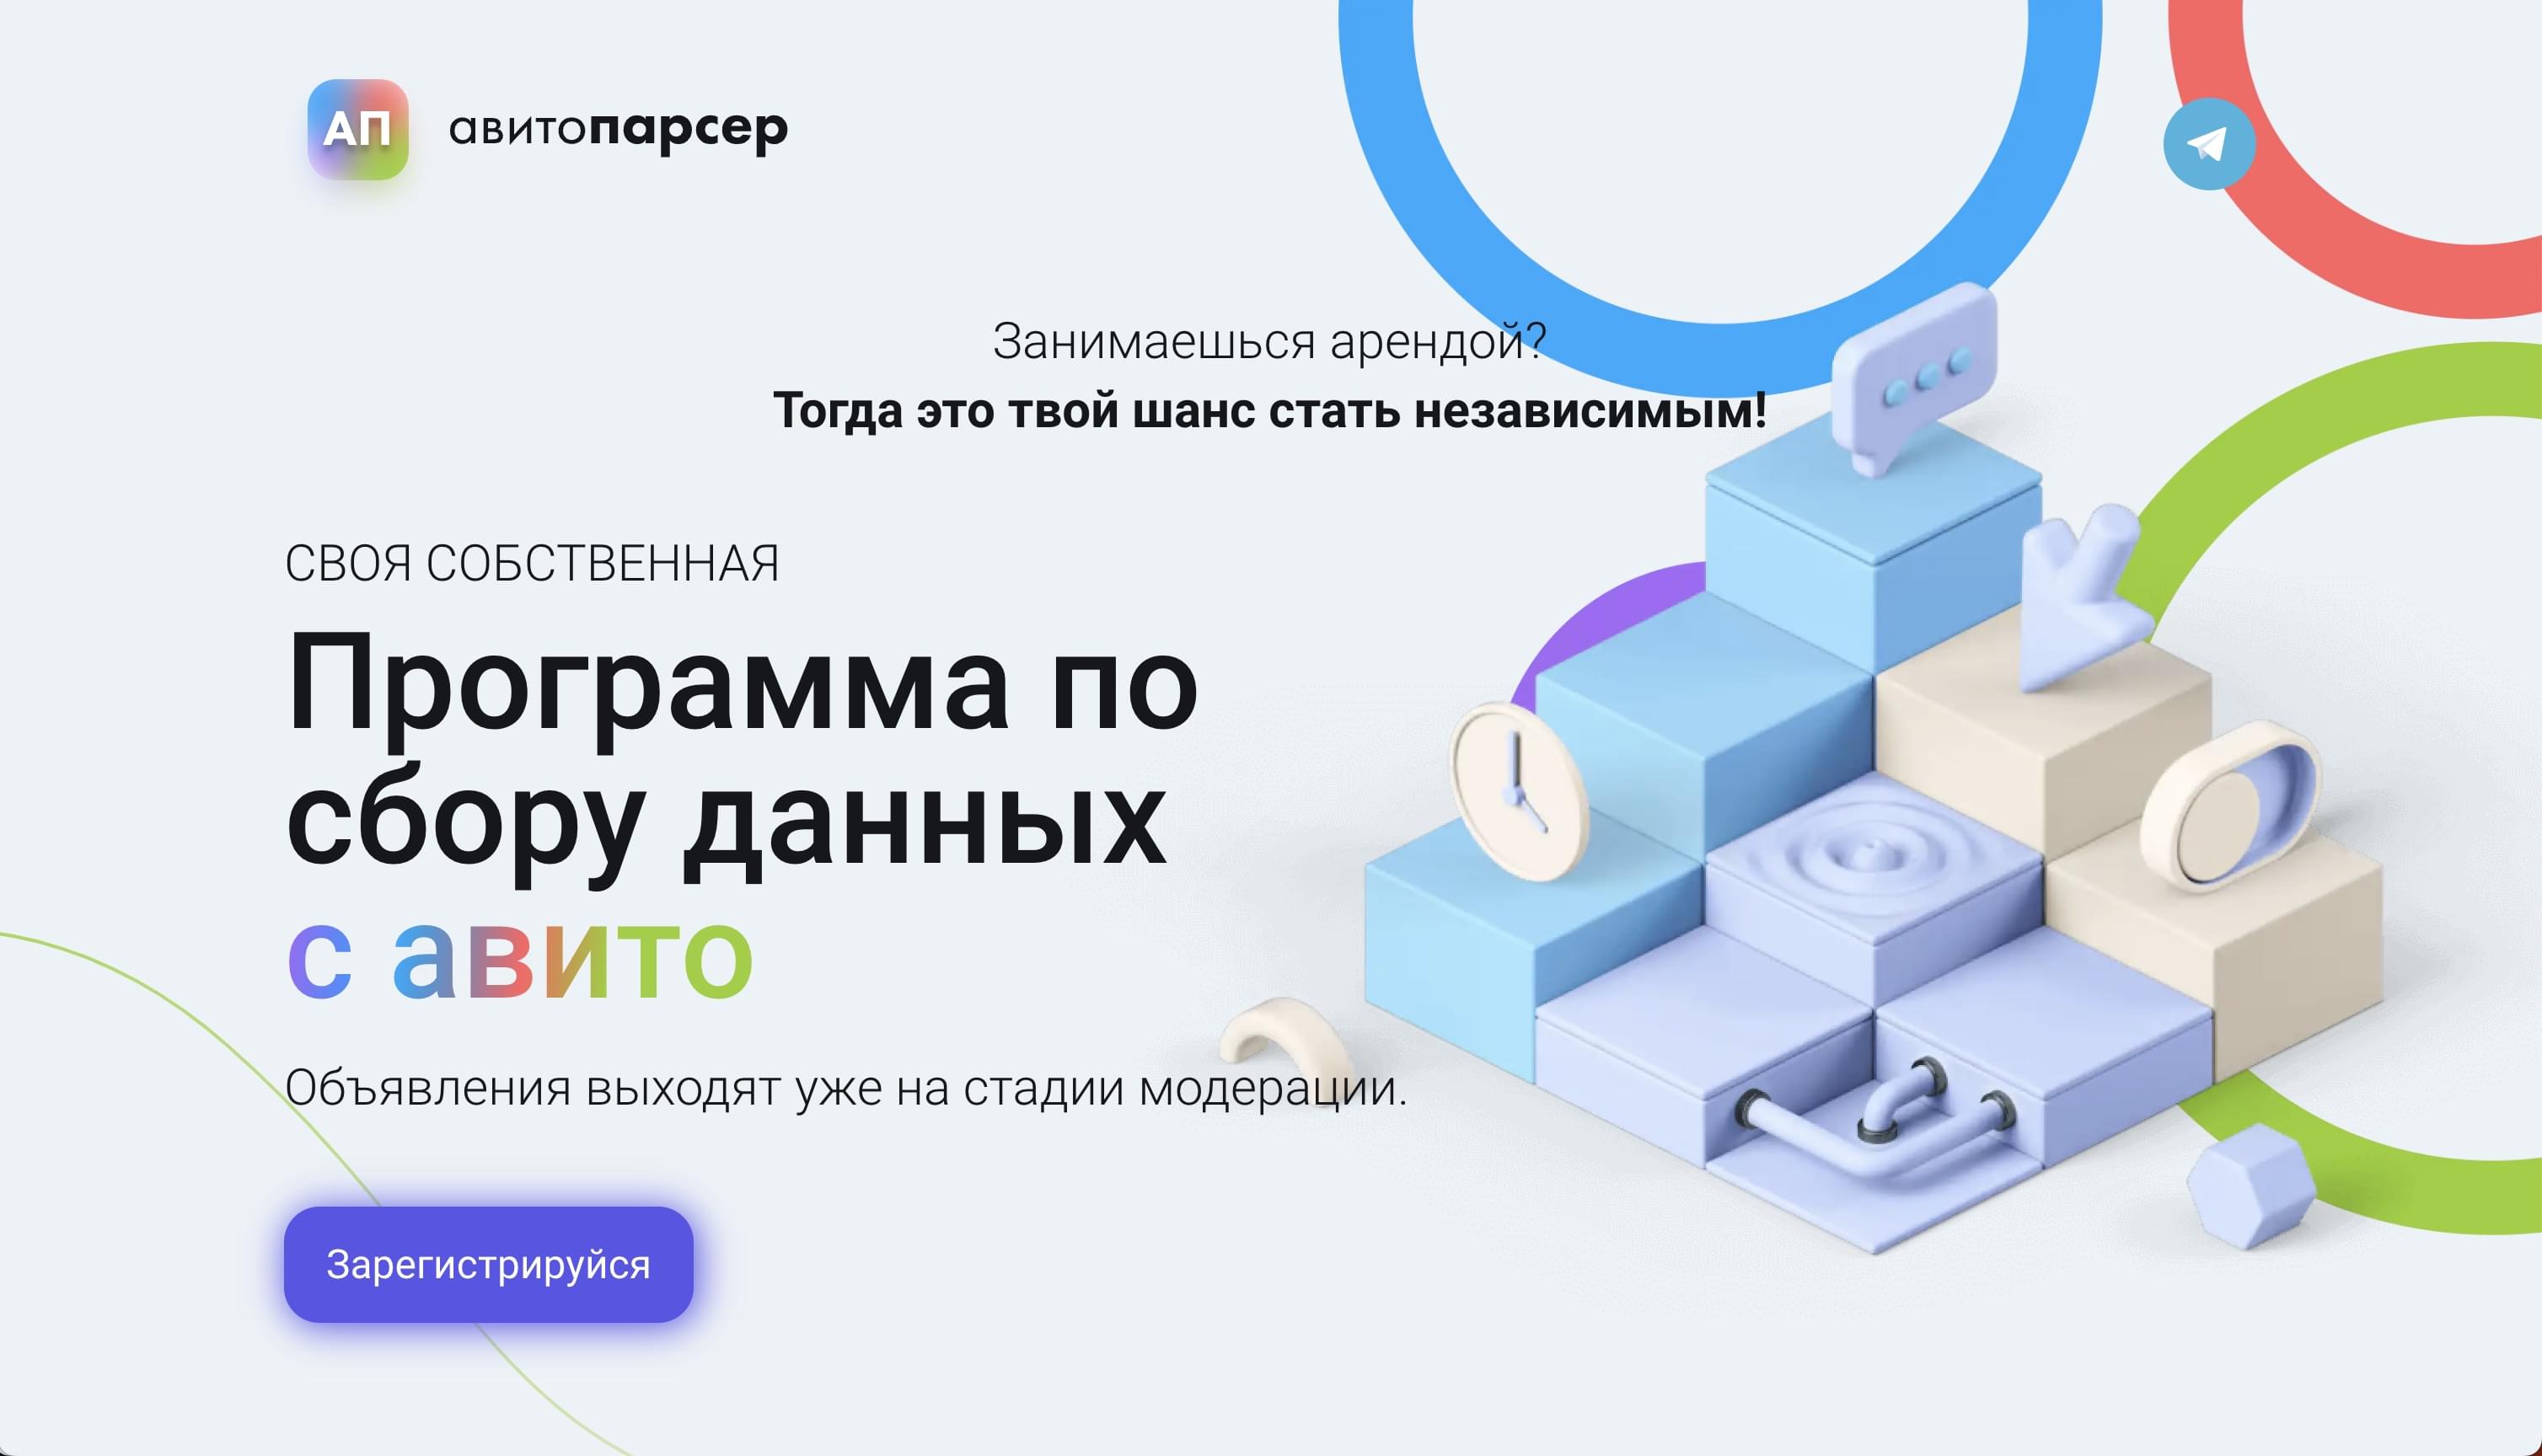 АП
авитопарсер
Занимаешься арендой?
Тогда это твой шанс стать независимым!
СВОЯ СОБСТВЕННАЯ
Программа по
сбору данных
с авито
Объявления выходят уже на стадии модерации.
Зарегистрируйся